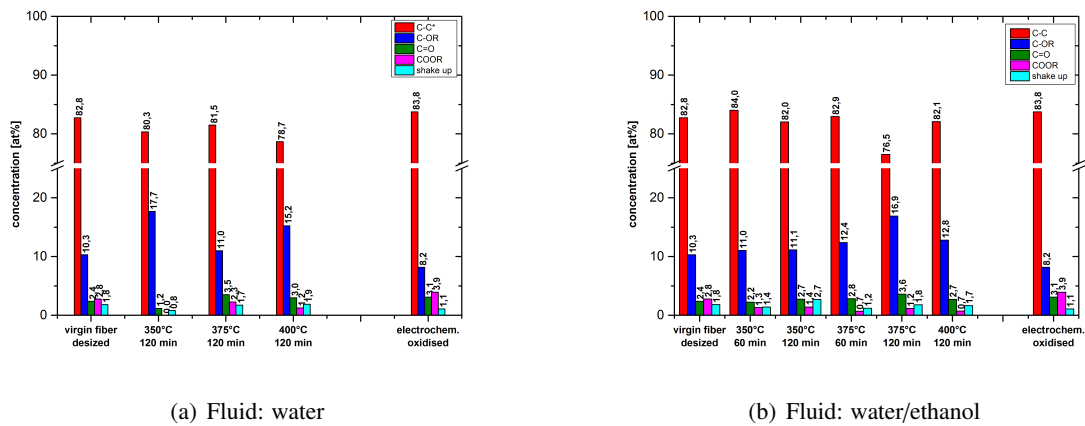 100
80
20
10
0
concentration [at%]
C-C*
C-OR
C=O
COOR
shake up
82,8
10,3
2,4
2,8
1,8
80,3
17,7
1,2
0,0
0,8
81,5
11,0
3,5
2,3
1,7
78,7
15,2
3,0
1,2
1,9
83,8
8,2
3,1
3,9
1,1
virgin fiber
desized
350°C
120 min
375°C
120 min
400°C
120 min
electrochem.
oxidised
(a) Fluid: water
100
80
20
10
0
concentration [at%]
C-C
C-OR
C=O
COOR
shake up
82,8
10,3
2,4
2,8
1,8
84,0
11,0
2,2
1,3
1,4
82,0
11,1
2,7
1,4
2,7
82,9
12,4
2,8
0,7
1,2
76,5
16,9
3,6
1,2
1,8
82,1
12,8
2,7
0,7
1,7
83,8
8,2
3,1
3,9
1,1
virgin fiber
desized
350°C
60 min
350°C
120 min
375°C
60 min
375°C
120 min
400°C
120 min
electrochem.
oxidised
(b) Fluid: water/ethanol